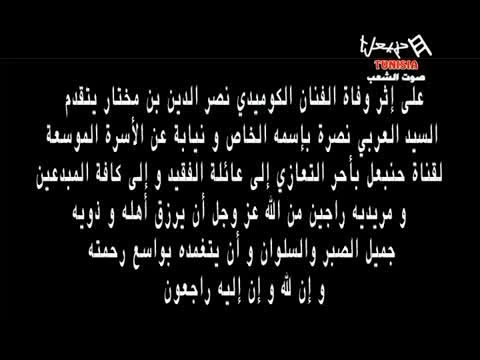 حنبعل
TUNISIA
صوت الشعب
على إثر وفاة الفنان الكوميدي نصر الدين بن مختار يتقدم
السيد العربي نصرة بإسمه الخاص و نيابة عن الأسرة الموسعة
لقناة حنبعل بأحر التعازي إلى عائلة الفقيد و إلى كافة المبدعين
و مريديه راجين من الله عز وجل أن يرزق أهله و ذويه
جميل الصبر والسلوان و أن يتغمده بواسع رحمته
و إن لله و إن إليه راجعون